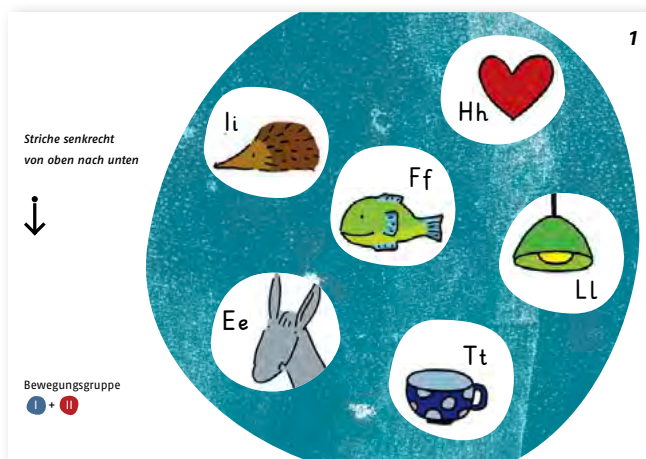 1
Striche senkrecht
von oben nach unten
Ii
Hh
Ff
Ll
Ee
Tt
Bewegungsgruppe
I + II